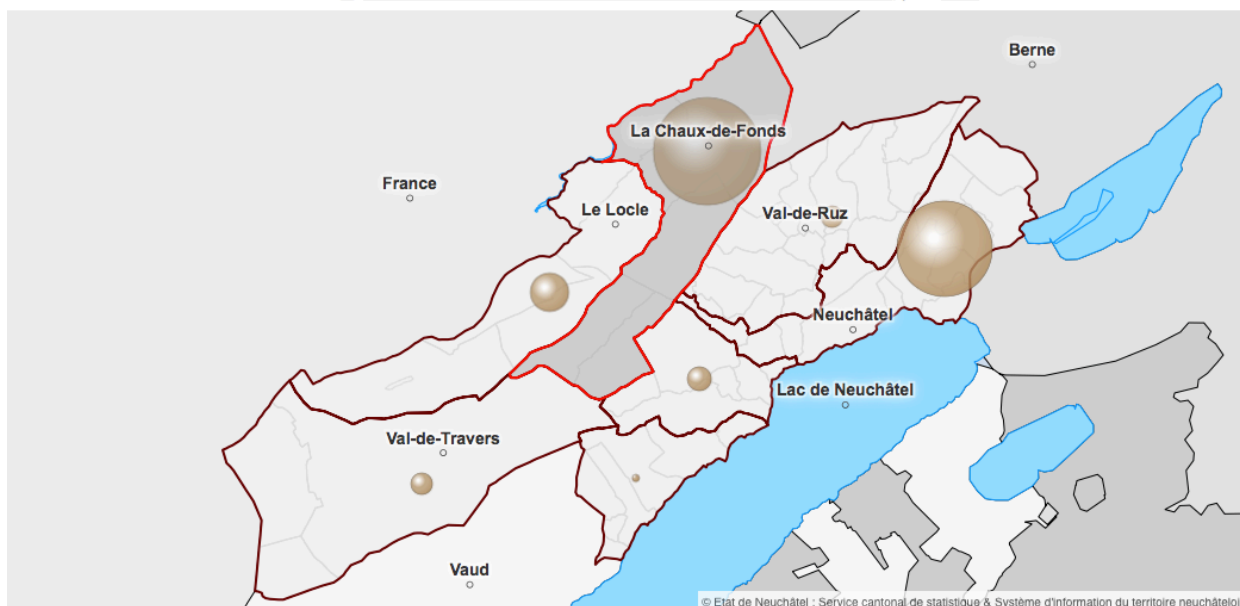 Berne
La Chaux-de-Fonds
France
Le Locle
Val-de-Ruz
Neuchâtel
Lac de Neuchâtel
Val-de-Travers
Vaud
© Etat de Neuchâtel : Service cantonal de statistique & Système d'information du territoire neuchâteloi